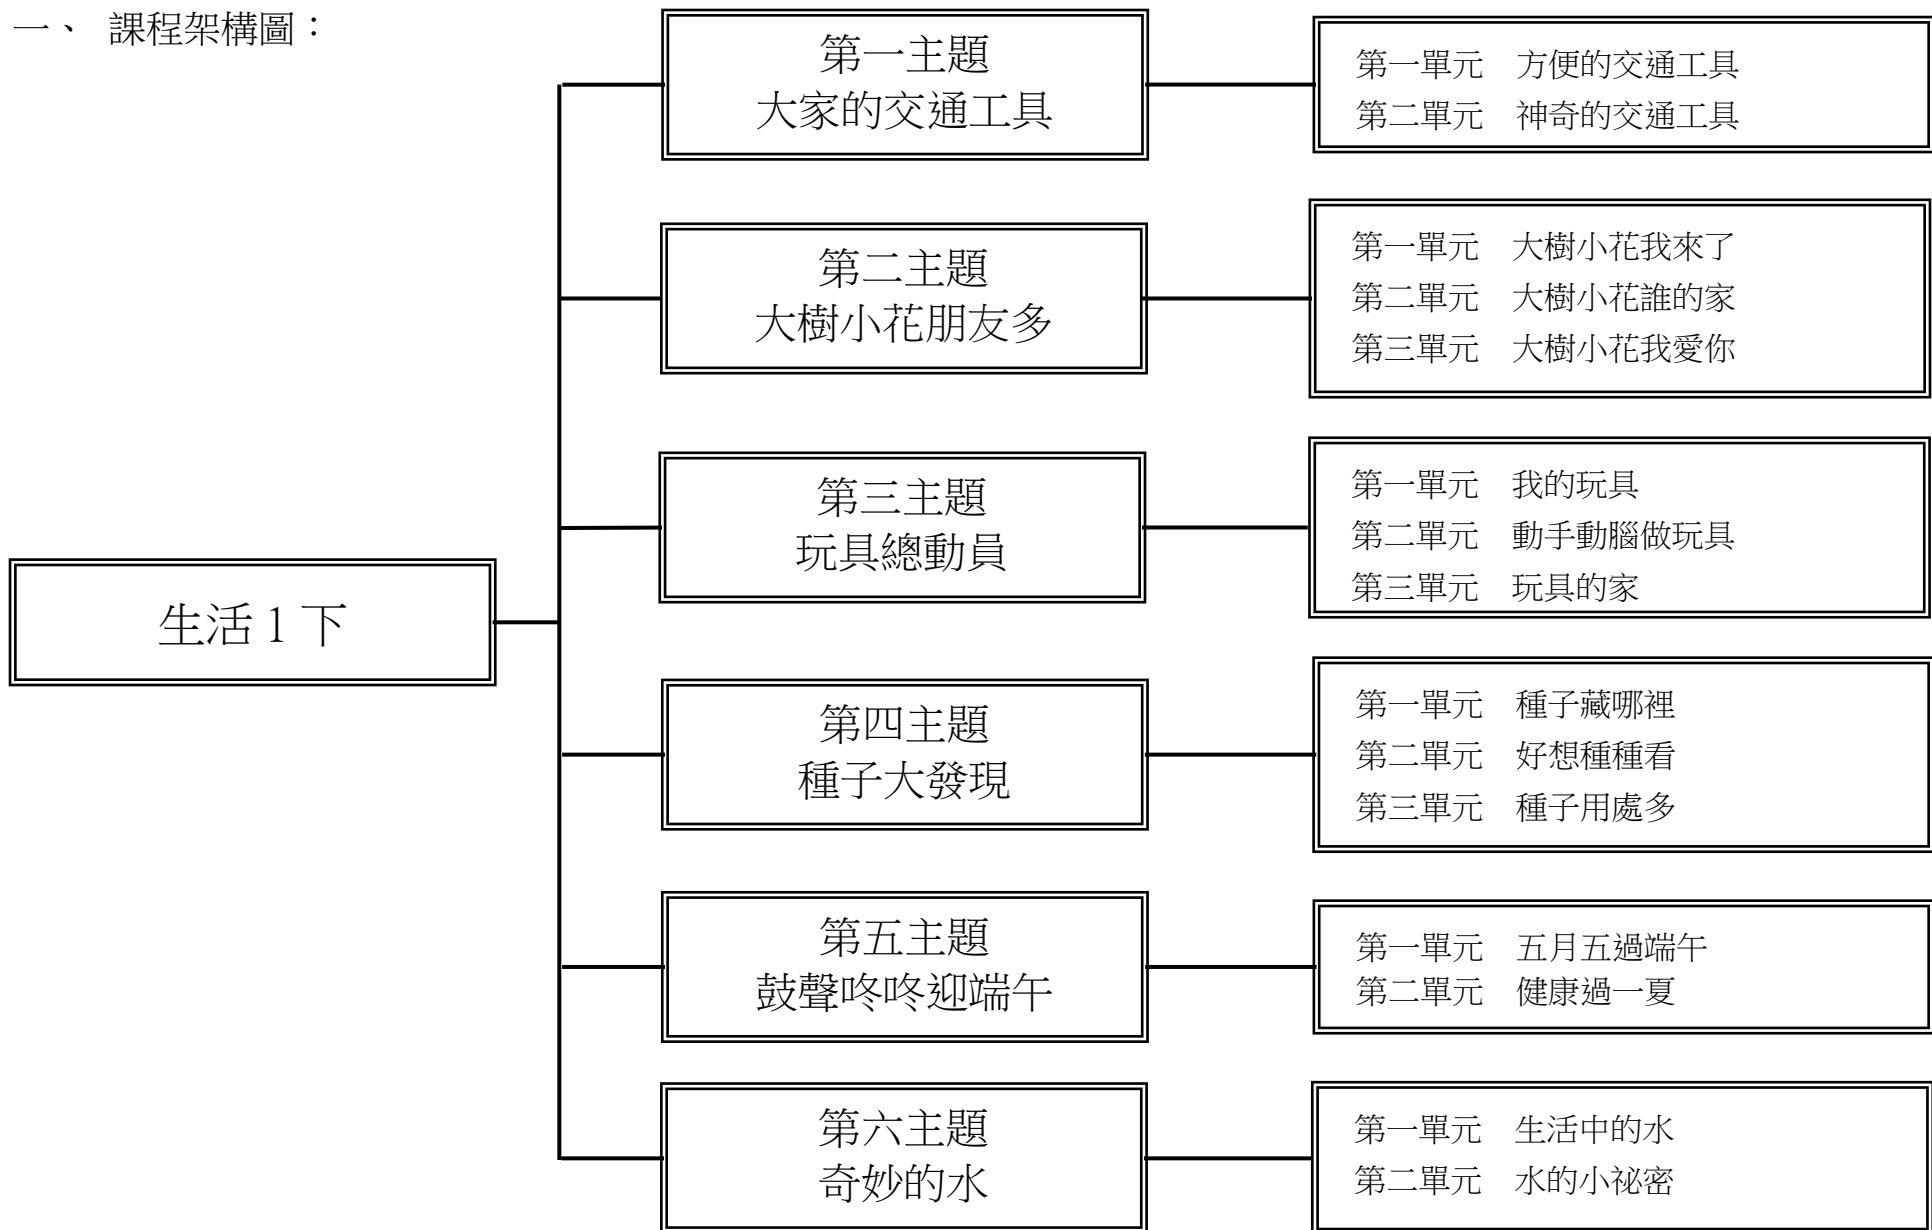 一、 課程架構圖：
生活 1 下
第一主題
大家的交通工具
第一單元　方便的交通工具
第二單元　神奇的交通工具
第二主題
大樹小花朋友多
第一單元　大樹小花我來了
第二單元　大樹小花誰的家
第三單元　大樹小花我愛你
第三主題
玩具總動員
第一單元　我的玩具
第二單元　動手動腦做玩具
第三單元　玩具的家
第四主題
種子大發現
第一單元　種子藏哪裡
第二單元　好想種種看
第三單元　種子用處多
第五主題
鼓聲咚咚迎端午
第一單元　五月五過端午
第二單元　健康過一夏
第六主題
奇妙的水
第一單元　生活中的水
第二單元　水的小祕密